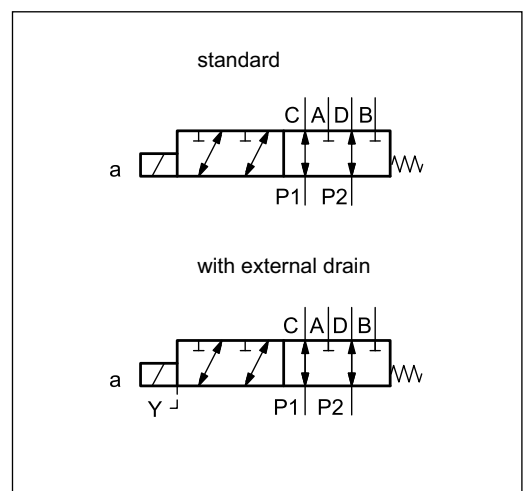 standard
C A D B
a
P1 P2
with external drain
C A D B
a
Y P1 P2